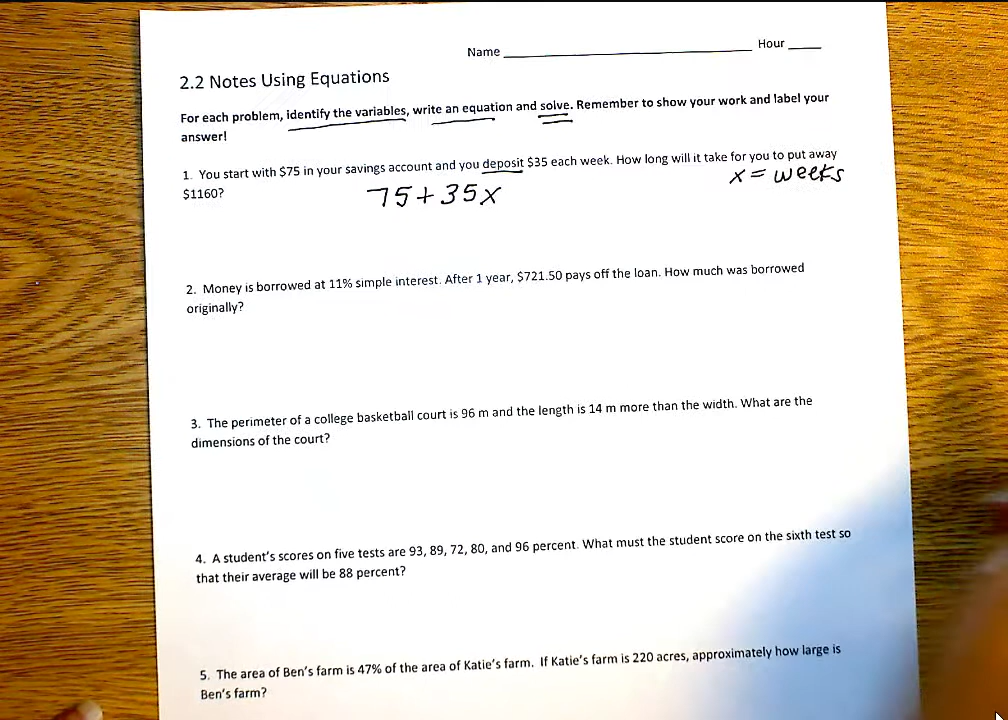 Name ________ Hour ____
2.2 Notes Using Equations
For each problem, identify the variables, write an equation and solve. Remember to show your work and label your
answer!
1. You start with $75 in your savings account and you deposit $35 each week. How long will it take for you to put away
$1160?
75+35x
x = weeks
2. Money is borrowed at 11% simple interest. After 1 year, $721.50 pays off the loan. How much was borrowed
originally?
3. The perimeter of a college basketball court is 96 m and the length is 14 m more than the width. What are the
dimensions of the court?
4. A student's scores on five tests are 93, 89, 72, 80, and 96 percent. What must the student score on the sixth test so
that their average will be 88 percent?
5. The area of Ben's farm is 47% of the area of Katie's farm. If Katie's farm is 220 acres, approximately how large is
Ben's farm?